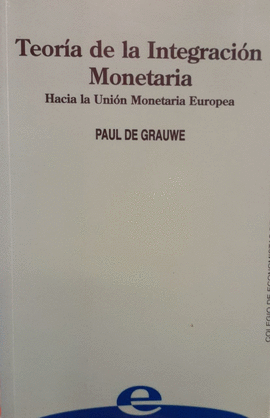 Teoría de la Integración
Monetaria
Hacia la Unión Monetaria Europea
PAUL DE GRAUWE
e